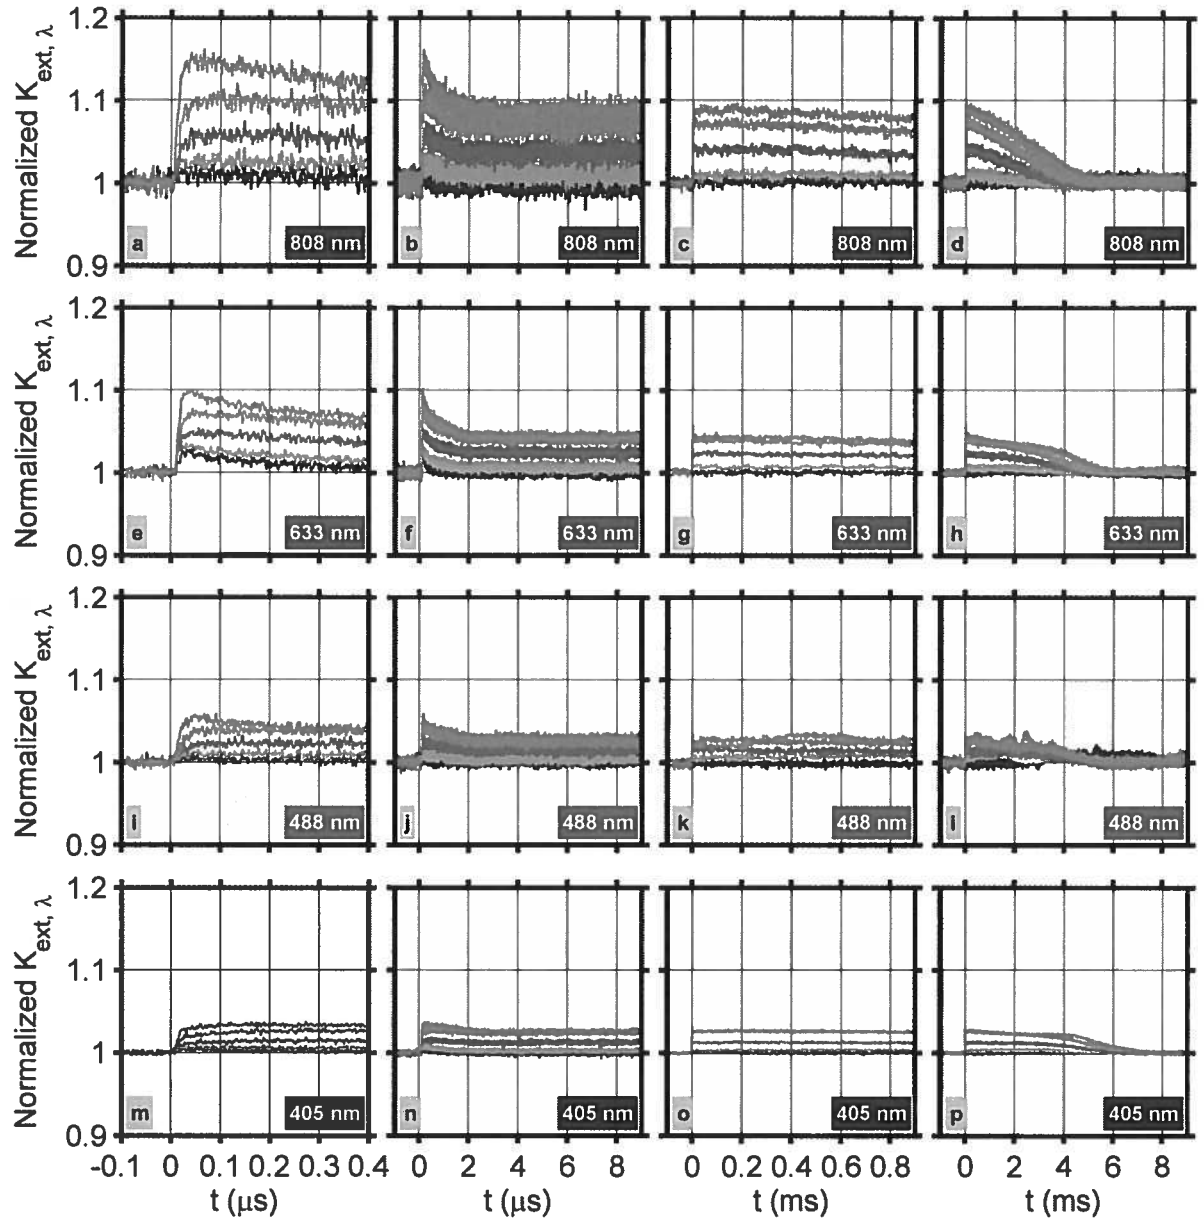 1.2
1.1
1
0.9
Normalized K_ext, λ
a 808 nm
b 808 nm
c 808 nm
d 808 nm
1.2
1.1
1
0.9
Normalized K_ext, λ
e 633 nm
f 633 nm
g 633 nm
h 633 nm
1.2
1.1
1
0.9
Normalized K_ext, λ
i 488 nm
j 488 nm
k 488 nm
l 488 nm
1.2
1.1
1
0.9
Normalized K_ext, λ
m 405 nm
n 405 nm
o 405 nm
p 405 nm
-0.1 0 0.1 0.2 0.3 0.4
0 2 4 6 8
0 0.2 0.4 0.6 0.8
0 2 4 6 8
t (μs)
t (μs)
t (ms)
t (ms)